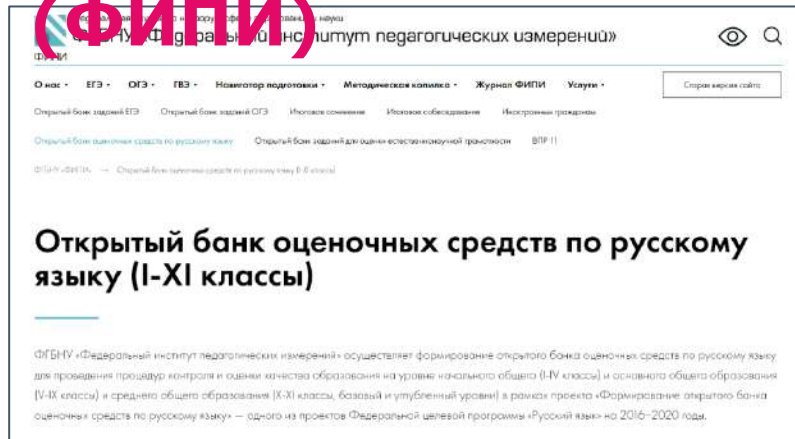 (ФИПИ)
ФГБНУ «Федеральный институт педагогических измерений»
ФИПИ
О нас ЕГЭ ОГЭ ГВЭ Навигатор подготовки Методическая копилка Журнал ФИПИ Услуги Старая версия сайта
Открытый банк заданий ЕГЭ Открытый банк заданий ОГЭ Итоговое сочинение Итоговое собеседование Иностранным гражданам
Открытый банк оценочных средств по русскому языку Открытый банк заданий для оценки естественнонаучной грамотности ВПР 11
ФГБНУ «ФИПИ» → Открытый банк оценочных средств по русскому языку (I-XI классы)
Открытый банк оценочных средств по русскому
языку (I-XI классы)
ФГБНУ «Федеральный институт педагогических измерений» осуществляет формирование открытого банка оценочных средств по русскому языку
для проведения процедур контроля и оценки качества образования на уровне начального общего (I-IV классы) и основного общего образования
(V-IX классы) и среднего общего образования (X-XI классы, базовый и углубленный уровни) в рамках проекта «Формирование открытого банка
оценочных средств по русскому языку» — одного из проектов Федеральной целевой программы «Русский язык» на 2016–2020 годы.